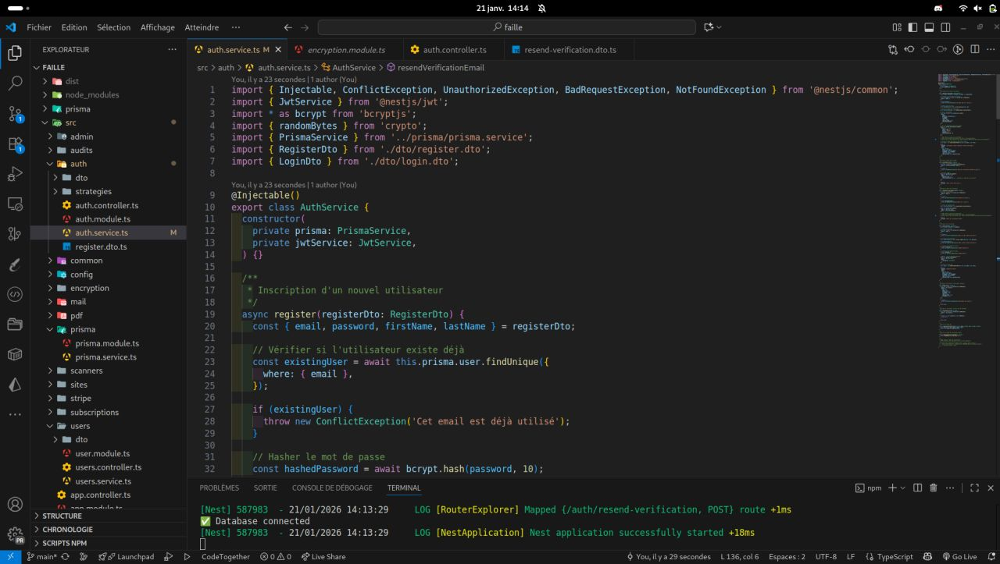 21 janv. 14:14
Fichier Edition Sélection Affichage Atteindre ···
faille
EXPLORATEUR ···
FAILLE
dist
node_modules
prisma
src
admin
audits
auth
dto
strategies
auth.controller.ts
auth.module.ts
auth.service.ts M
register.dto.ts
common
config
encryption
mail
pdf
prisma
prisma.module.ts
prisma.service.ts
scanners
sites
stripe
subscriptions
users
dto
user.module.ts
users.controller.ts
users.service.ts
app.controller.ts
app.module.ts
STRUCTURE
CHRONOLOGIE
SCRIPTS NPM
1
1
PR
auth.service.ts M encryption.module.ts auth.controller.ts resend-verification.dto.ts
src > auth > auth.service.ts > AuthService > resendVerificationEmail
You, il y a 23 secondes | 1 author (You)
1 import { Injectable, ConflictException, UnauthorizedException, BadRequestException, NotFoundException } from '@nestjs/common';
2 import { JwtService } from '@nestjs/jwt';
3 import * as bcrypt from 'bcryptjs';
4 import { randomBytes } from 'crypto';
5 import { PrismaService } from '../prisma/prisma.service';
6 import { RegisterDto } from './dto/register.dto';
7 import { LoginDto } from './dto/login.dto';
8
You, il y a 23 secondes | 1 author (You)
9 @Injectable()
10 export class AuthService {
11 constructor(
12 private prisma: PrismaService,
13 private jwtService: JwtService,
14 ) {}
15
16 /**
17 * Inscription d'un nouvel utilisateur
18 */
19 async register(registerDto: RegisterDto) {
20 const { email, password, firstName, lastName } = registerDto;
21
22 // Vérifier si l'utilisateur existe déjà
23 const existingUser = await this.prisma.user.findUnique({
24 where: { email },
25 });
26
27 if (existingUser) {
28 throw new ConflictException('Cet email est déjà utilisé');
29 }
30
31 // Hasher le mot de passe
32 const hashedPassword = await bcrypt.hash(password, 10);
PROBLÈMES SORTIE CONSOLE DE DÉBOGAGE TERMINAL npm
[Nest] 587983 - 21/01/2026 14:13:29 LOG [RouterExplorer] Mapped {/auth/resend-verification, POST} route +1ms
✅ Database connected
[Nest] 587983 - 21/01/2026 14:13:29 LOG [NestApplication] Nest application successfully started +18ms
main* Launchpad CodeTogether 0 0 Live Share You, il y a 29 secondes L 136, col 6 Espaces : 2 UTF-8 LF {} TypeScript Go Live